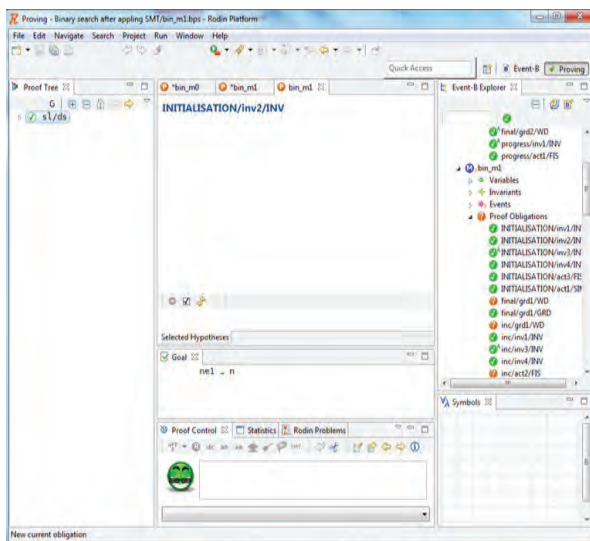 Proving - Binary search after appling SMT/bin_m1.bps - Rodin Platform
File Edit Navigate Search Project Run Window Help
Quick Access
Event-B
Proving
Proof Tree
G
sl/ds
*bin_m0
*bin_m1
bin_m1
INITIALISATION/inv2/INV
Selected Hypotheses
Goal
Proof Control
Statistics
Rodin Problems
Event-B Explorer
final/grd2/WD
progress/inv1/INV
progress/act1/FIS
bin_m1
Variables
Invariants
Events
Proof Obligations
INITIALISATION/inv1/IN
INITIALISATION/inv2/IN
INITIALISATION/inv3/IN
INITIALISATION/inv4/IN
INITIALISATION/act3/FIS
INITIALISATION/act1/SIM
final/grd1/WD
final/grd1/GRD
inc/grd1/WD
inc/inv1/INV
inc/inv3/INV
inc/inv4/INV
inc/act2/FIS
Symbols
New current obligation